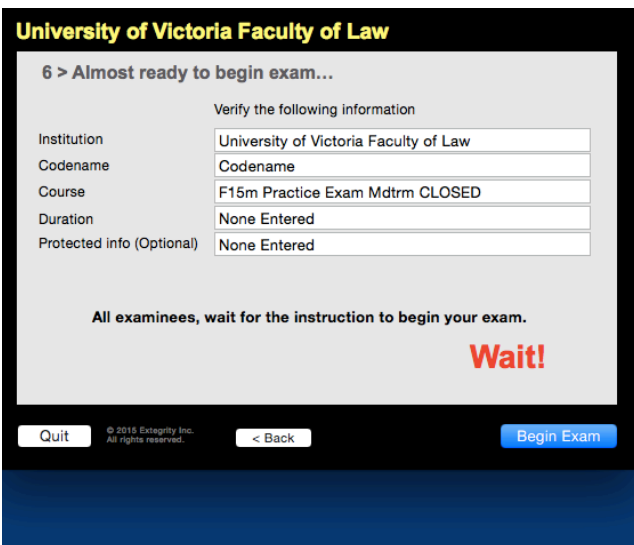 University of Victoria Faculty of Law
6 > Almost ready to begin exam...
Verify the following information
Institution University of Victoria Faculty of Law
Codename Codename
Course F15m Practice Exam Mdtrm CLOSED
Duration None Entered
Protected info (Optional) None Entered
All examinees, wait for the instruction to begin your exam.
Wait!
Quit © 2015 Extegrity Inc.
All rights reserved. < Back Begin Exam